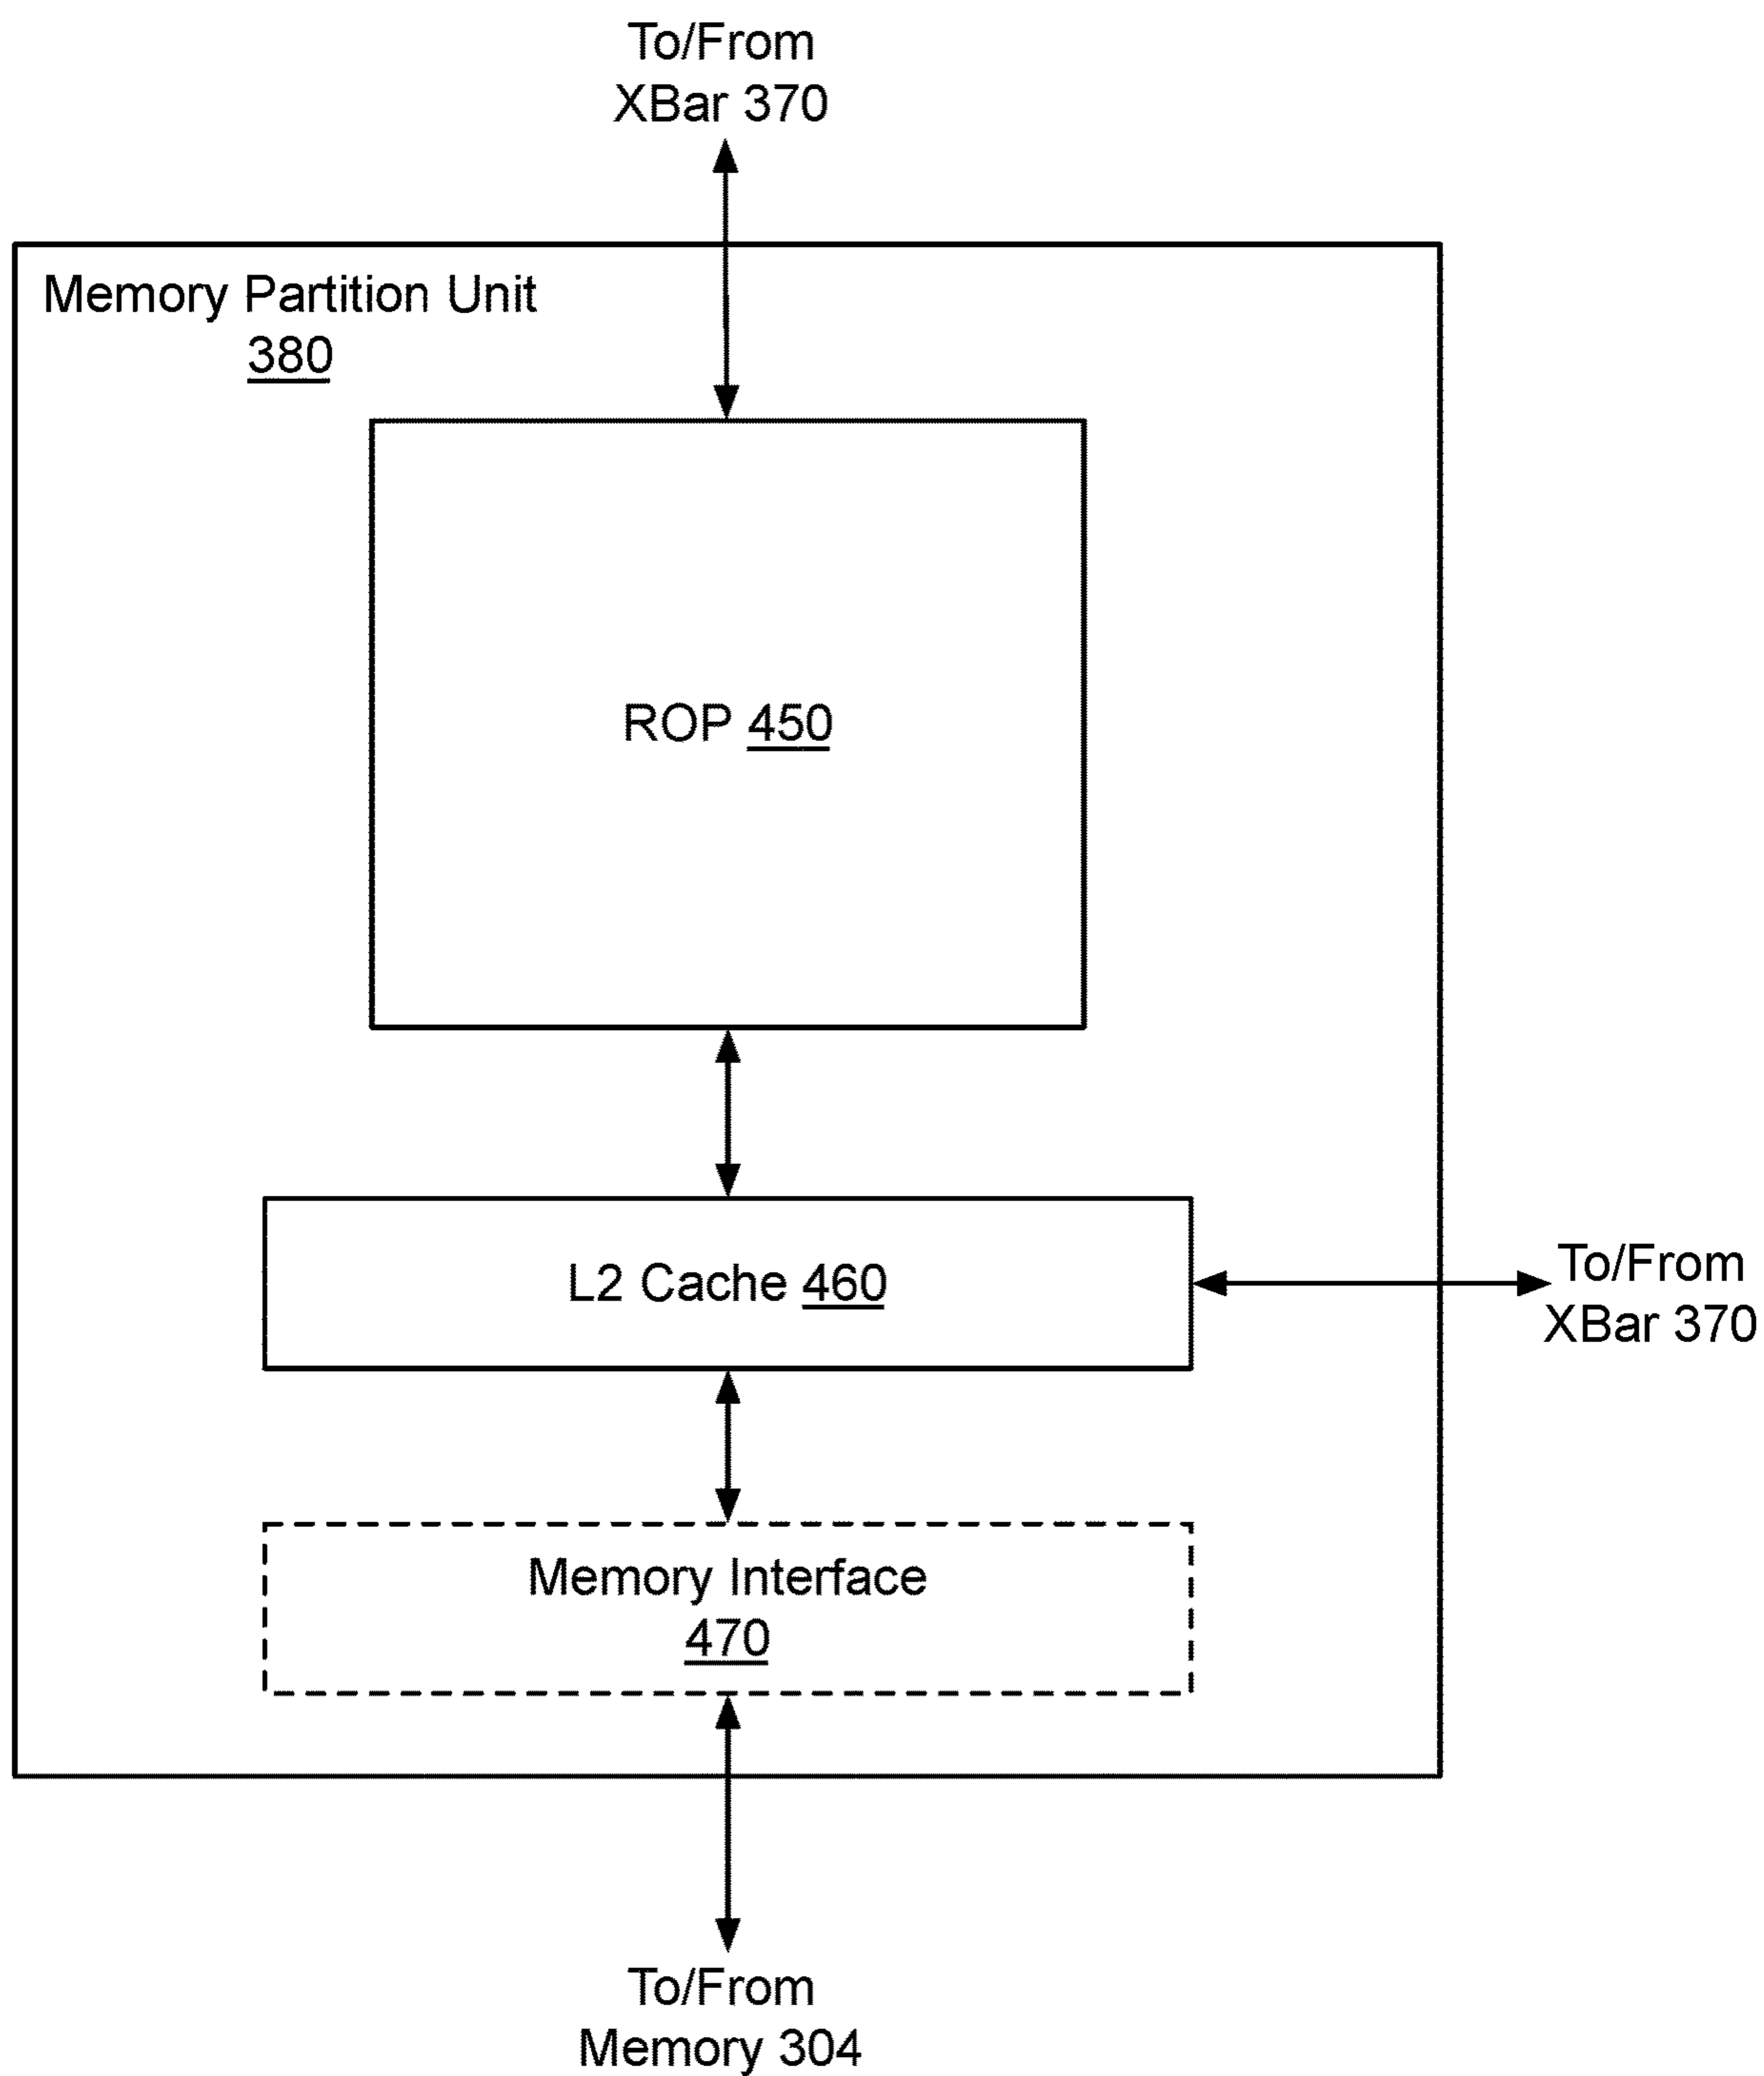 To/From
XBar 370
Memory Partition Unit
380
ROP 450
L2 Cache 460
To/From
XBar 370
Memory Interface
470
To/From
Memory 304